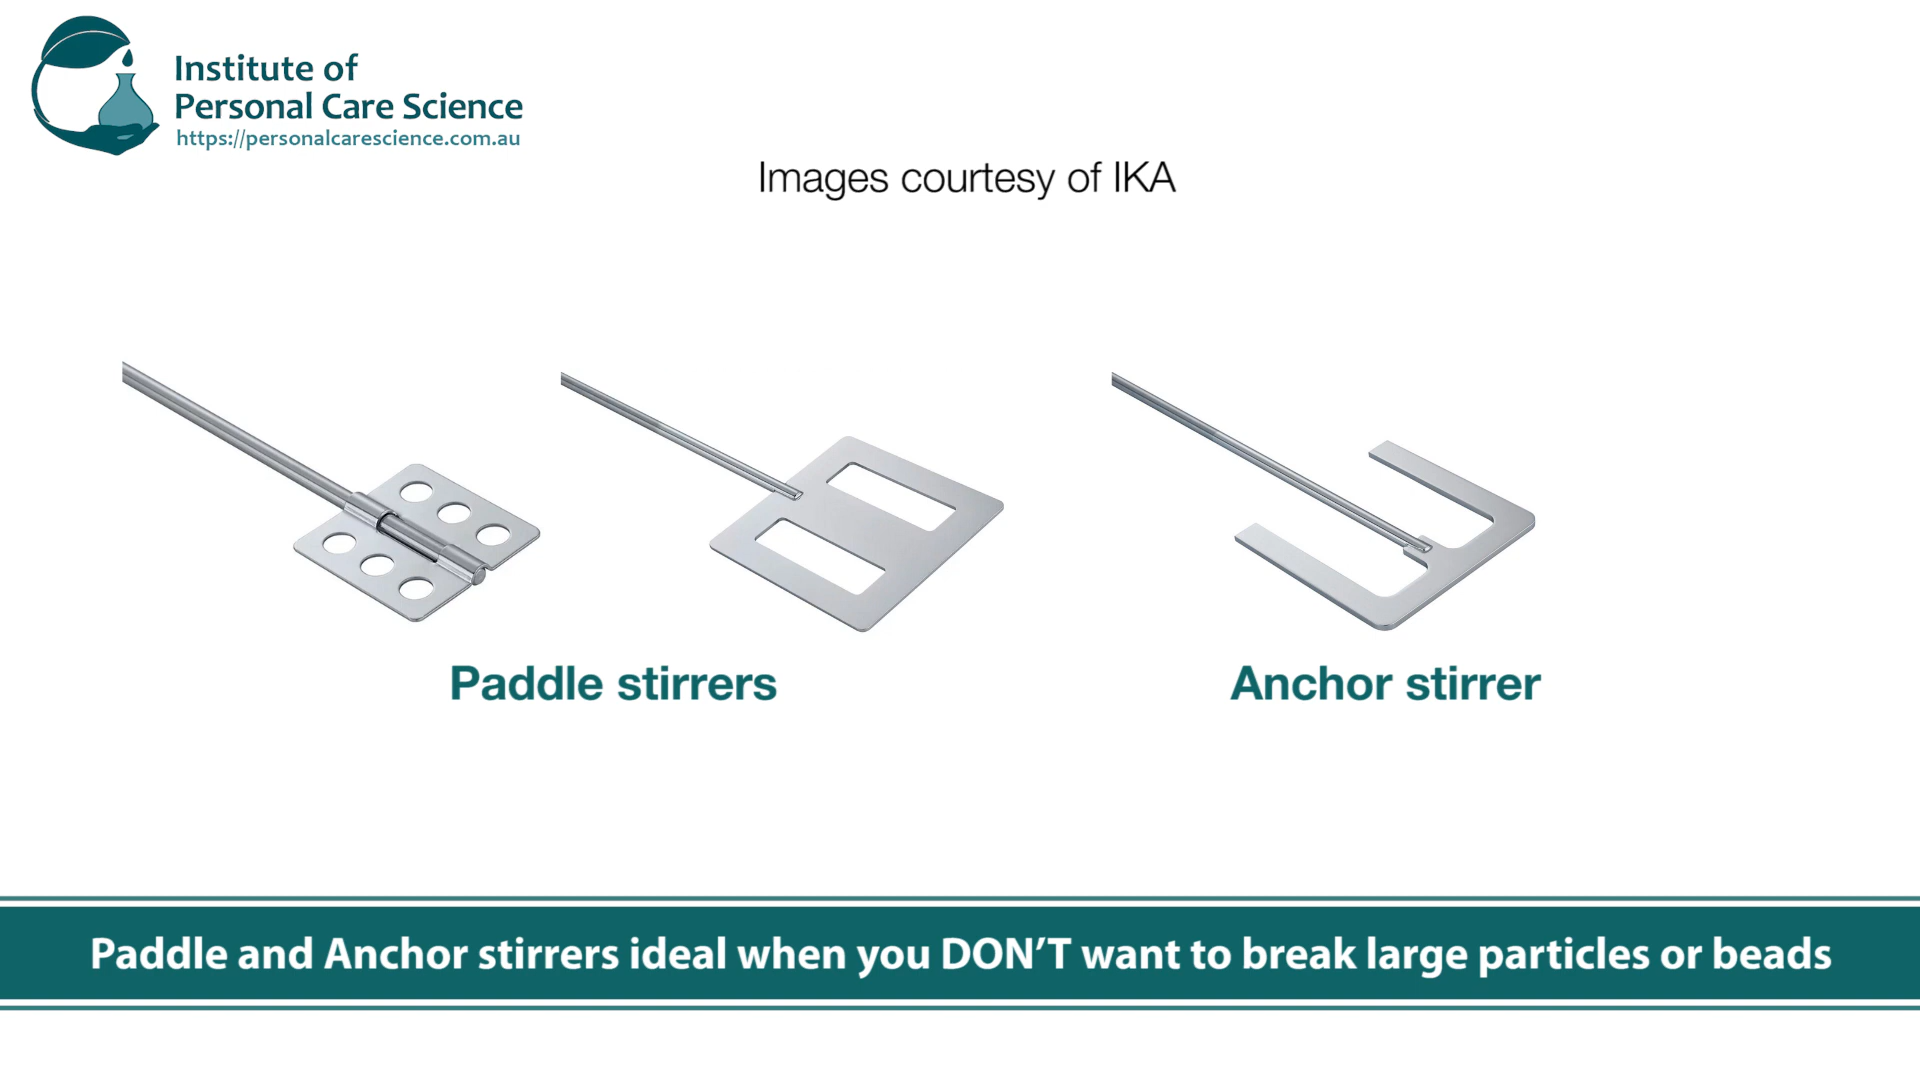 Institute of
Personal Care Science
https://personalcarescience.com.au
Images courtesy of IKA
Paddle stirrers
Anchor stirrer
Paddle and Anchor stirrers ideal when you DON'T want to break large particles or beads